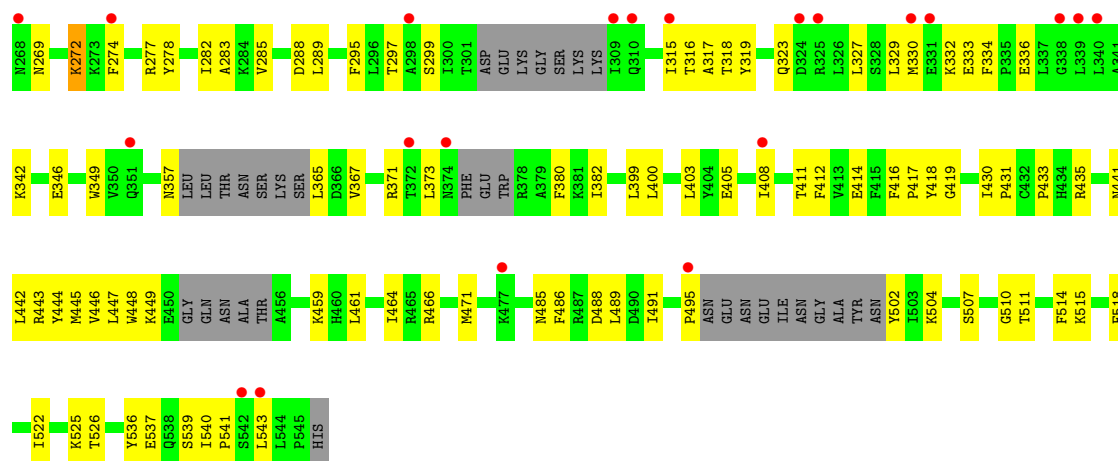 N268 N269 K272 K273 F274 R277 Y278 I282 A283 K284 V285 D288 L289 F295 L296 T297 A298 S299 I300 T301 ASP GLU LYS GLY SER LYS LYS I309 Q310 I315 T316 A317 T318 Y319 Q323 D324 R325 L326 L327 S328 L329 M330 E331 K332 E333 F334 P335 E336 L337 G338 L339 L340 A341
K342 E346 W349 V350 Q351 N357 LEU LEU THR ASN SER LYS SER L365 D366 V367 R371 T372 L373 N374 PHE GLU TRP R378 A379 F380 K381 I382 L399 L400 L403 Y404 E405 I408 T411 F412 V413 E414 F415 F416 P417 Y418 G419 I430 P431 C432 P433 H434 R435 N441
L442 R443 Y444 M445 V446 L447 W448 K449 E450 GLY GLN ASN ALA THR A456 K459 H460 L461 I464 R465 R466 M471 K477 N485 F486 R487 D488 L489 D490 I491 P495 ASN GLU ASN GLU ILE ASN GLY ALA TYR ASN Y502 I503 K504 S507 G510 T511 F514 K515
I522 K525 T526 Y536 E537 Q538 S539 I540 P541 S542 L543 L544 P545 HIS